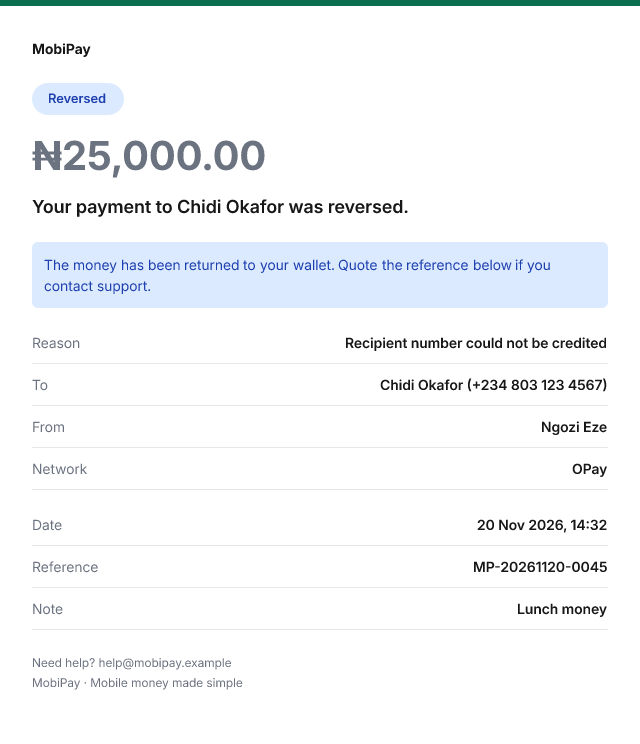 MobiPay
Reversed
₦25,000.00
Your payment to Chidi Okafor was reversed.
The money has been returned to your wallet. Quote the reference below if you
contact support.
Reason Recipient number could not be credited
To Chidi Okafor (+234 803 123 4567)
From Ngozi Eze
Network OPay
Date 20 Nov 2026, 14:32
Reference MP-20261120-0045
Note Lunch money
Need help? help@mobipay.example
MobiPay · Mobile money made simple